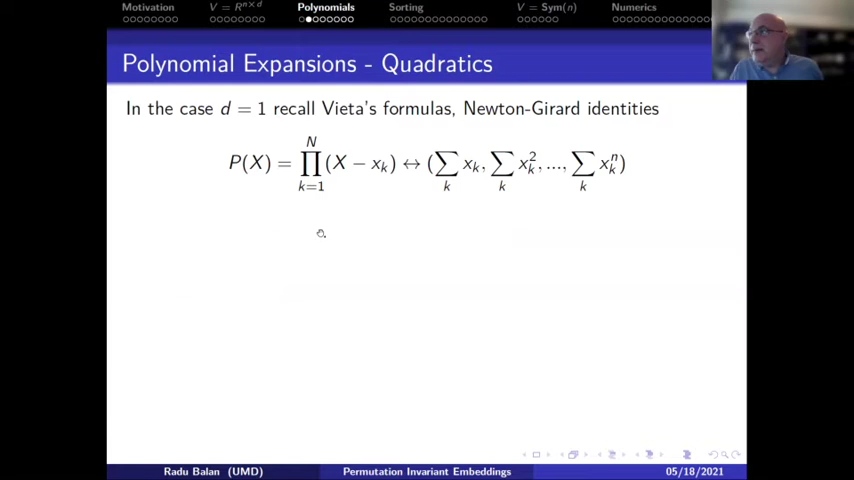 Motivation V = R^{n×d} Polynomials Sorting V = Sym(n) Numerics
Polynomial Expansions - Quadratics
In the case d = 1 recall Vieta's formulas, Newton-Girard identities
P(X) = ∏_{k=1}^{N} (X − x_k) ↔ (∑_k x_k, ∑_k x_k^2, ..., ∑_k x_k^n)
Radu Balan (UMD) Permutation Invariant Embeddings 05/18/2021